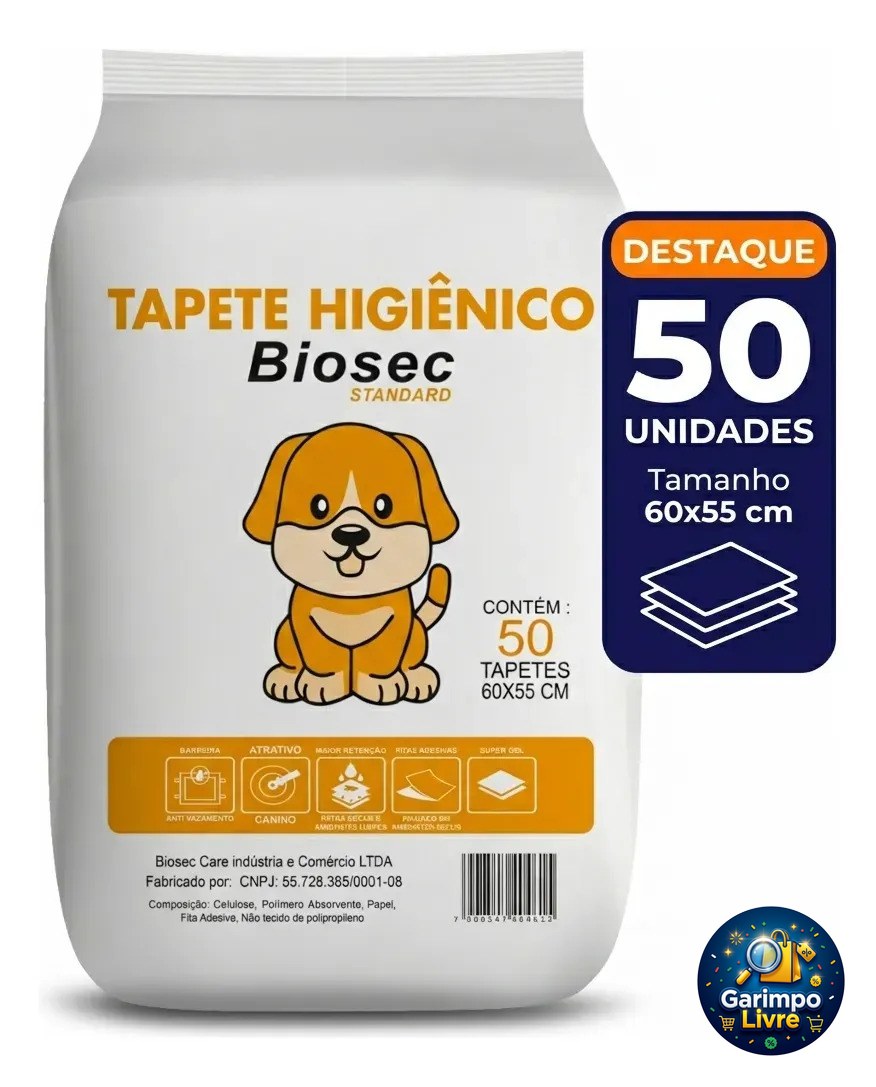 TAPETE HIGIÊNICO
Biosec
STANDARD
DESTAQUE
50
UNIDADES
Tamanho
60x55 cm
CONTÉM :
50
TAPETES
60X55 CM
BARREIRA
ANTI VAZAMENTO
ATRATIVO
CANINO
MAIOR RETENÇÃO
SUPER GEL
Biosec Care indústria e Comércio LTDA
Fabricado por: CNPJ: 55.728.385/0001-08
Composição: Celulose, Polímero Absorvente, Papel,
Fita Adesive, Não tecido de polipropileno
Garimpo
Livre